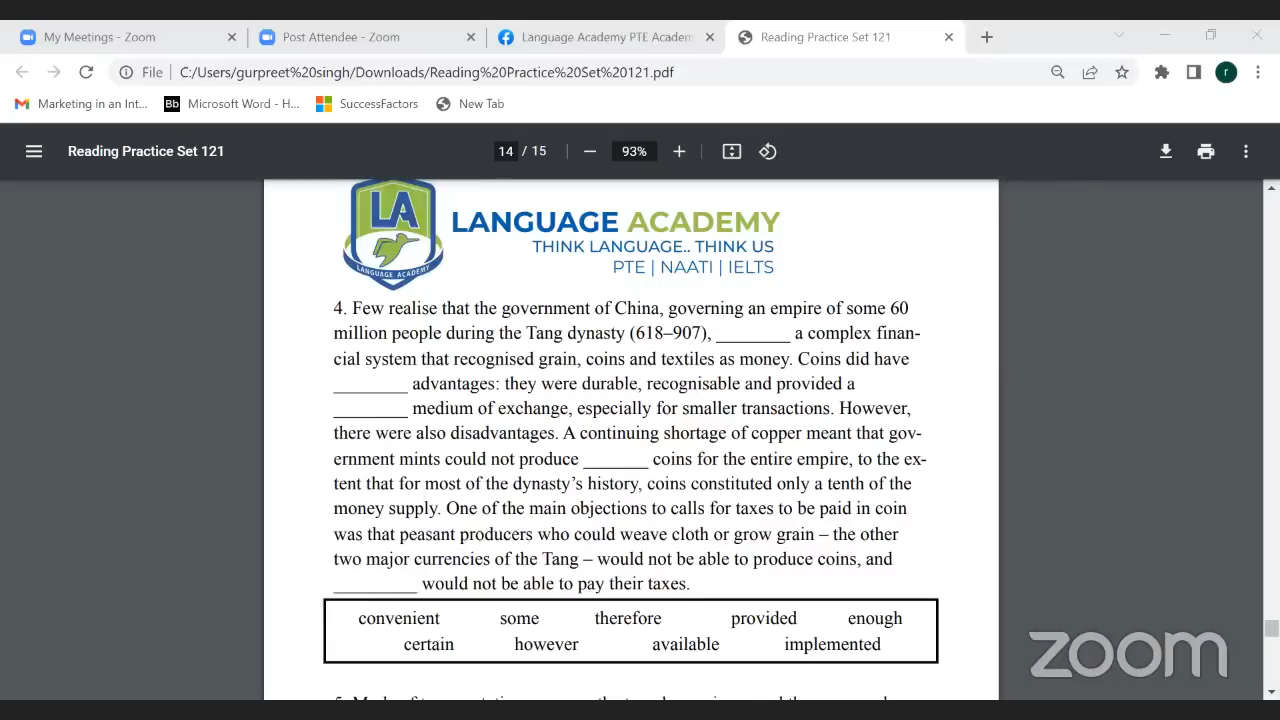 My Meetings - Zoom
Post Attendee - Zoom
Language Academy PTE Academ
Reading Practice Set 121
File
C:/Users/gurpreet%20singh/Downloads/Reading%20Practice%20Set%20121.pdf
r
Marketing in an Int...
Bb
Microsoft Word - H...
SuccessFactors
New Tab
Reading Practice Set 121
14 / 15
93%
LA
LANGUAGE ACADEMY
LANGUAGE ACADEMY
THINK LANGUAGE.. THINK US
PTE | NAATI | IELTS
4. Few realise that the government of China, governing an empire of some 60
million people during the Tang dynasty (618–907), ________ a complex finan-
cial system that recognised grain, coins and textiles as money. Coins did have
________ advantages: they were durable, recognisable and provided a
________ medium of exchange, especially for smaller transactions. However,
there were also disadvantages. A continuing shortage of copper meant that gov-
ernment mints could not produce _______ coins for the entire empire, to the ex-
tent that for most of the dynasty's history, coins constituted only a tenth of the
money supply. One of the main objections to calls for taxes to be paid in coin
was that peasant producers who could weave cloth or grow grain – the other
two major currencies of the Tang – would not be able to produce coins, and
_________ would not be able to pay their taxes.
convenient some therefore provided enough
certain however available implemented
zoom